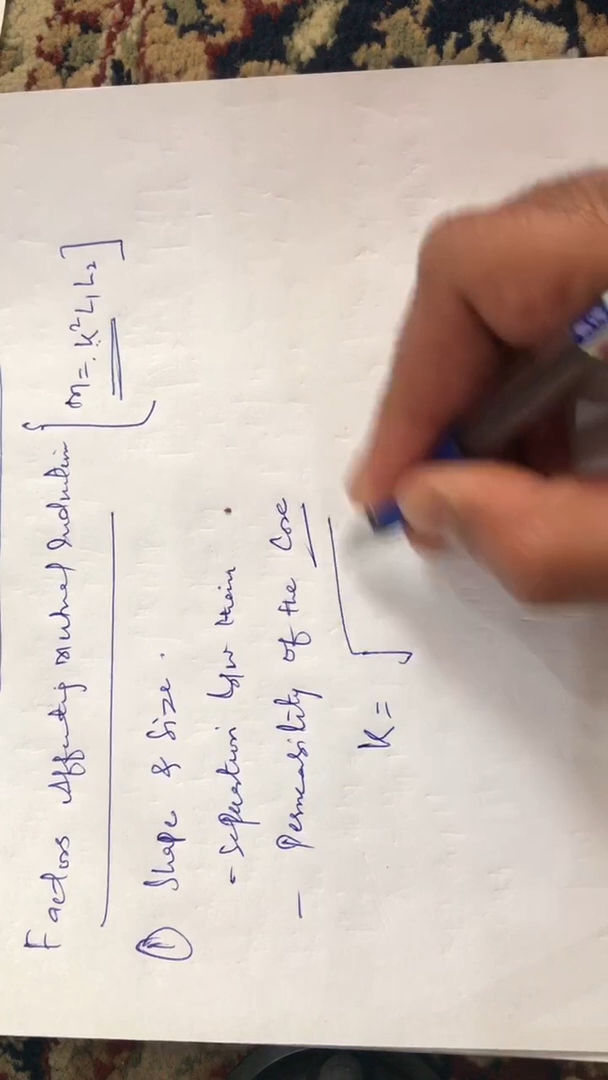 Factors Affecting Mutual Induction [M = K²L₁L₂]
① Shape & Size.
- Separation b/w them
- permeability of the Core
K = √